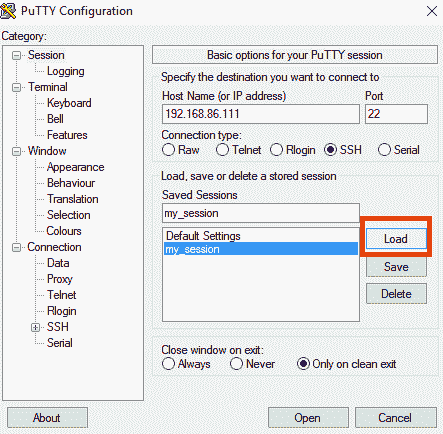 PuTTY Configuration
Category:
Session
Logging
Terminal
Keyboard
Bell
Features
Window
Appearance
Behaviour
Translation
Selection
Colours
Connection
Data
Proxy
Telnet
Rlogin
SSH
Serial
Basic options for your PuTTY session
Specify the destination you want to connect to
Host Name (or IP address) Port
192.168.86.111 22
Connection type:
Raw Telnet Rlogin SSH Serial
Load, save or delete a stored session
Saved Sessions
my_session
Default Settings
my_session
Load
Save
Delete
Close window on exit:
Always Never Only on clean exit
About Open Cancel